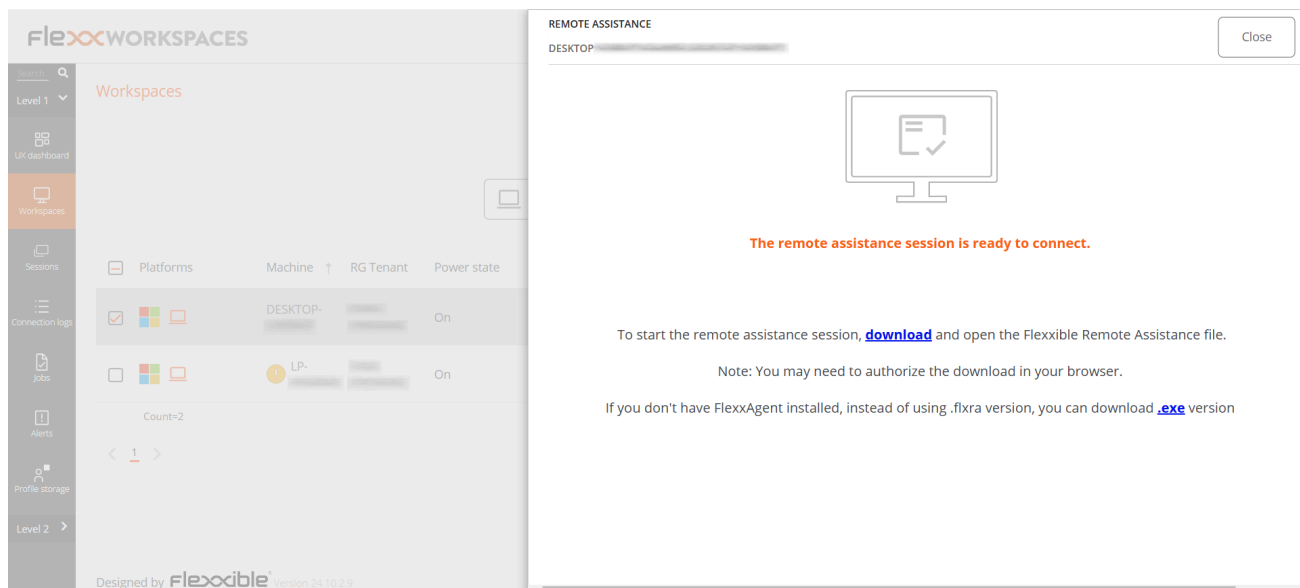 FlexxWORKSPACES
Search
Level 1
UX dashboard
Workspaces
Sessions
Connection logs
Jobs
Alerts
Profile storage
Level 2
Workspaces
Platforms
Machine ↑
RG Tenant
Power state
DESKTOP-
On
LP-
On
Count=2
< 1 >
Designed by Flexxible Version 24.10.2.9
REMOTE ASSISTANCE
DESKTOP
Close
The remote assistance session is ready to connect.
To start the remote assistance session, download and open the Flexxible Remote Assistance file.
Note: You may need to authorize the download in your browser.
If you don't have FlexxAgent installed, instead of using .flxra version, you can download .exe version